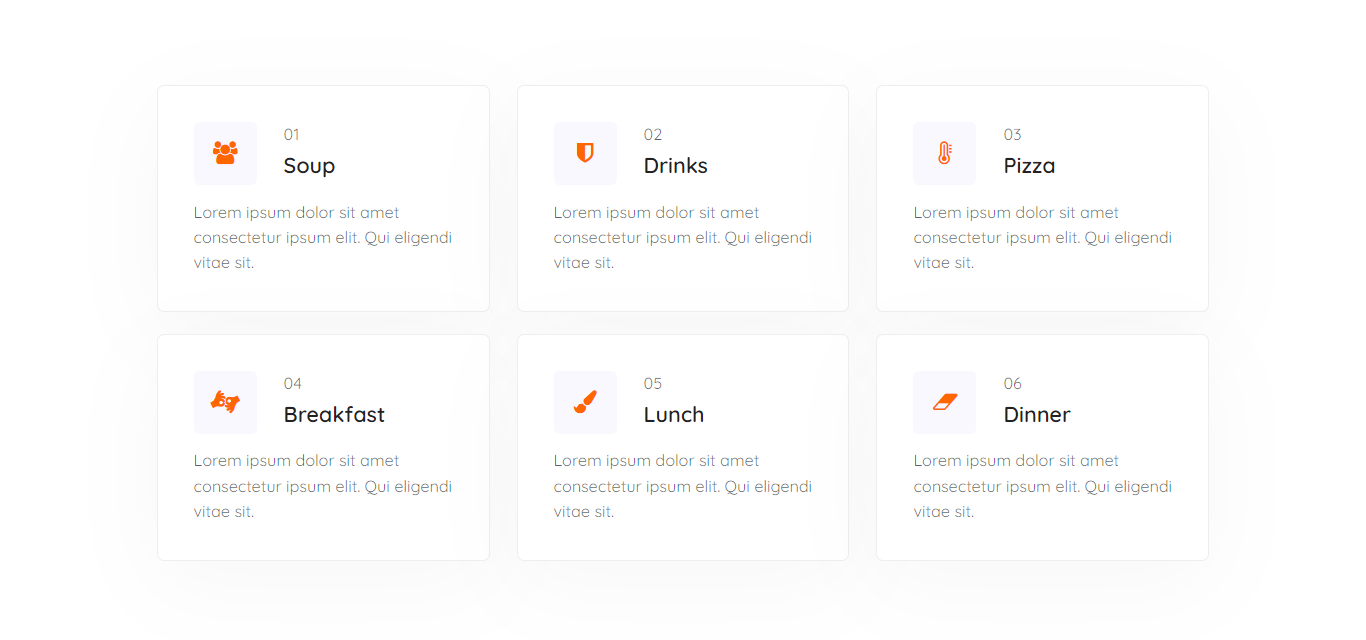 01
Soup
Lorem ipsum dolor sit amet
consectetur ipsum elit. Qui eligendi
vitae sit.
02
Drinks
Lorem ipsum dolor sit amet
consectetur ipsum elit. Qui eligendi
vitae sit.
03
Pizza
Lorem ipsum dolor sit amet
consectetur ipsum elit. Qui eligendi
vitae sit.
04
Breakfast
Lorem ipsum dolor sit amet
consectetur ipsum elit. Qui eligendi
vitae sit.
05
Lunch
Lorem ipsum dolor sit amet
consectetur ipsum elit. Qui eligendi
vitae sit.
06
Dinner
Lorem ipsum dolor sit amet
consectetur ipsum elit. Qui eligendi
vitae sit.